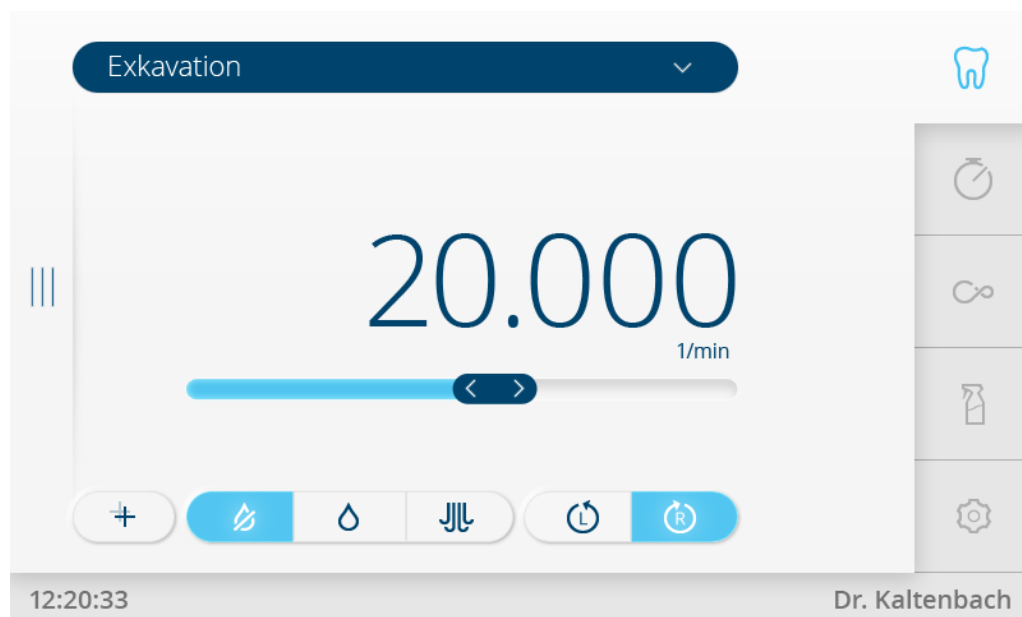 Exkavation
20.000
1/min
L
R
12:20:33
Dr. Kaltenbach